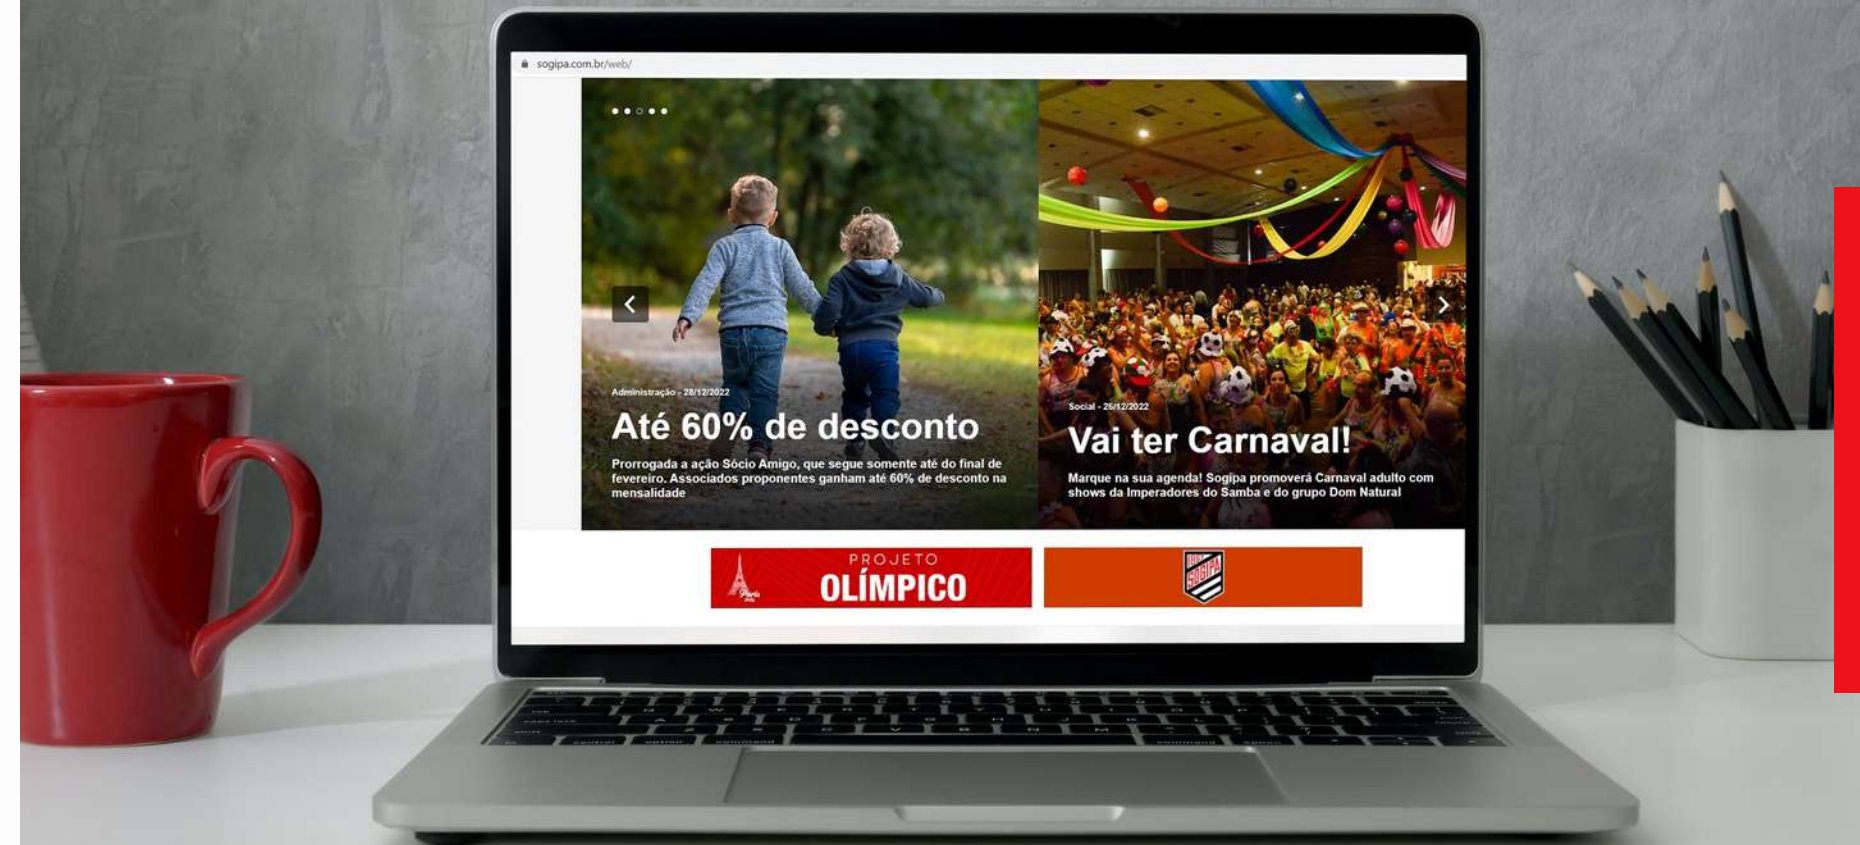 sogipa.com.br/web/
Administração - 28/12/2022
Até 60% de desconto
Prorrogada a ação Sócio Amigo, que segue somente até do final de
fevereiro. Associados proponentes ganham até 60% de desconto na
mensalidade
Social - 26/12/2022
Vai ter Carnaval!
Marque na sua agenda! Sogipa promoverá Carnaval adulto com
shows da Imperadores do Samba e do grupo Dom Natural
PROJETO
OLÍMPICO
Paris
SOGIPA